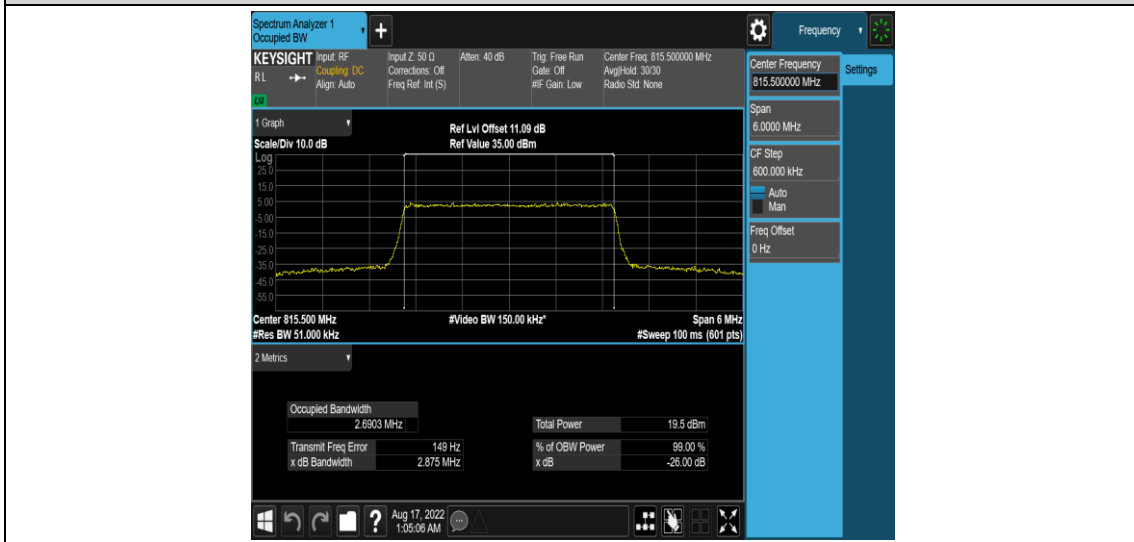 Spectrum Analyzer 1
Occupied BW
+
Frequency
KEYSIGHT
RL
LXI
Input: RF
Coupling: DC
Align: Auto
Input Z: 50 Ω
Corrections: Off
Freq Ref: Int (S)
Atten: 40 dB
Trig: Free Run
Gate: Off
#IF Gain: Low
Center Freq: 815.500000 MHz
Avg|Hold: 30/30
Radio Std: None
Center Frequency
815.500000 MHz
Settings
Span
6.0000 MHz
CF Step
600.000 kHz
Auto
Man
Freq Offset
0 Hz
1 Graph
Scale/Div 10.0 dB
Ref Lvl Offset 11.09 dB
Ref Value 35.00 dBm
Log
25.0
15.0
5.00
-5.00
-15.0
-25.0
-35.0
-45.0
-55.0
Center 815.500 MHz
#Video BW 150.00 kHz*
Span 6 MHz
#Res BW 51.000 kHz
#Sweep 100 ms (601 pts)
2 Metrics
Occupied Bandwidth
2.6903 MHz
Total Power 19.5 dBm
Transmit Freq Error 149 Hz
% of OBW Power 99.00 %
x dB Bandwidth 2.875 MHz
x dB -26.00 dB
?
Aug 17, 2022
1:05:06 AM